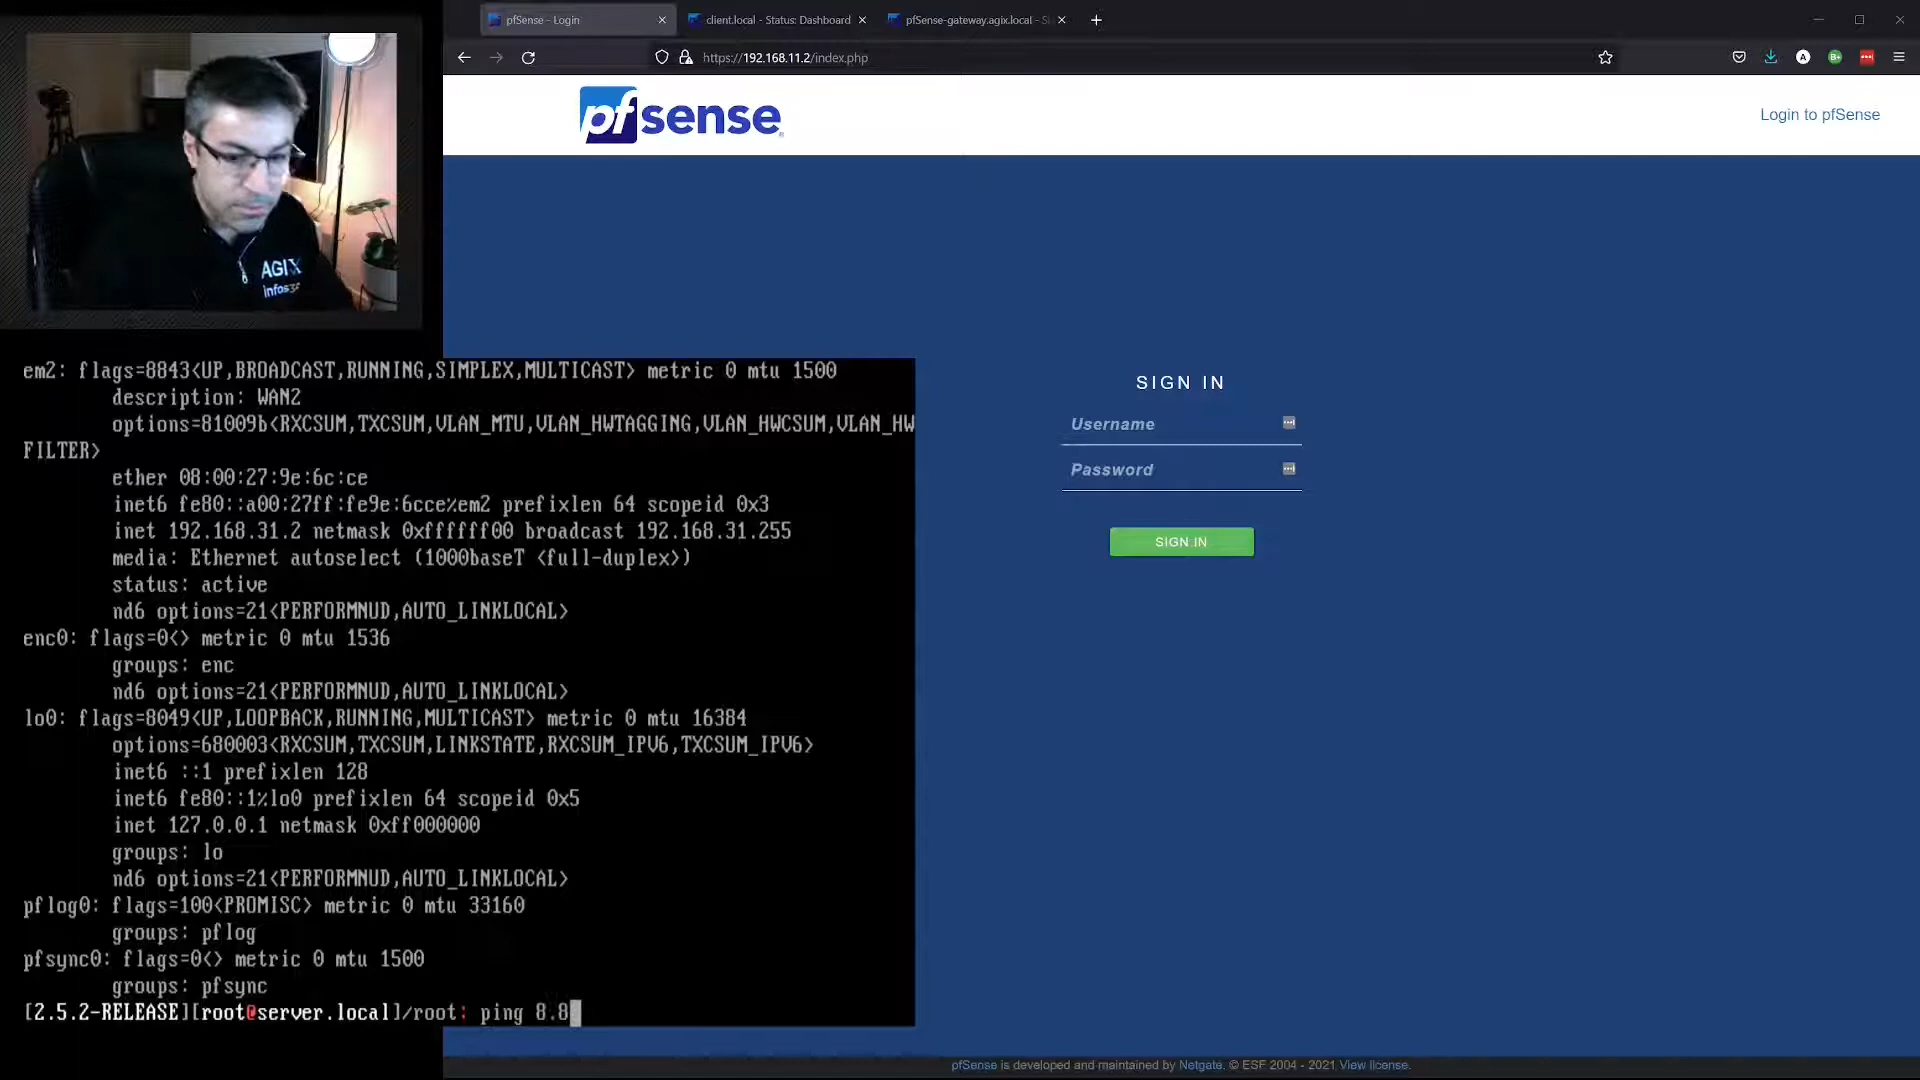 pfSense - Login
client.local - Status: Dashboard
pfSense-gateway.agix.local - S
https://192.168.11.2/index.php
pfsense
Login to pfSense
AGIX
SIGN IN
Username
Password
SIGN IN
em2: flags=8843<UP,BROADCAST,RUNNING,SIMPLEX,MULTICAST> metric 0 mtu 1500
description: WAN2
options=81009b<RXCSUM,TXCSUM,VLAN_MTU,VLAN_HWTAGGING,VLAN_HWCSUM,VLAN_HW
FILTER>
ether 08:00:27:9e:6c:ce
inet6 fe80::a00:27ff:fe9e:6cce%em2 prefixlen 64 scopeid 0x3
inet 192.168.31.2 netmask 0xffffff00 broadcast 192.168.31.255
media: Ethernet autoselect (1000baseT <full-duplex>)
status: active
nd6 options=21<PERFORMNUD,AUTO_LINKLOCAL>
enc0: flags=0<> metric 0 mtu 1536
groups: enc
nd6 options=21<PERFORMNUD,AUTO_LINKLOCAL>
lo0: flags=8049<UP,LOOPBACK,RUNNING,MULTICAST> metric 0 mtu 16384
options=680003<RXCSUM,TXCSUM,LINKSTATE,RXCSUM_IPV6,TXCSUM_IPV6>
inet6 ::1 prefixlen 128
inet6 fe80::1%lo0 prefixlen 64 scopeid 0x5
inet 127.0.0.1 netmask 0xff000000
groups: lo
nd6 options=21<PERFORMNUD,AUTO_LINKLOCAL>
pflog0: flags=100<PROMISC> metric 0 mtu 33160
groups: pflog
pfsync0: flags=0<> metric 0 mtu 1500
groups: pfsync
[2.5.2-RELEASE][root@server.local]/root: ping 8.8
pfSense is developed and maintained by Netgate. © ESF 2004 - 2021 View license.